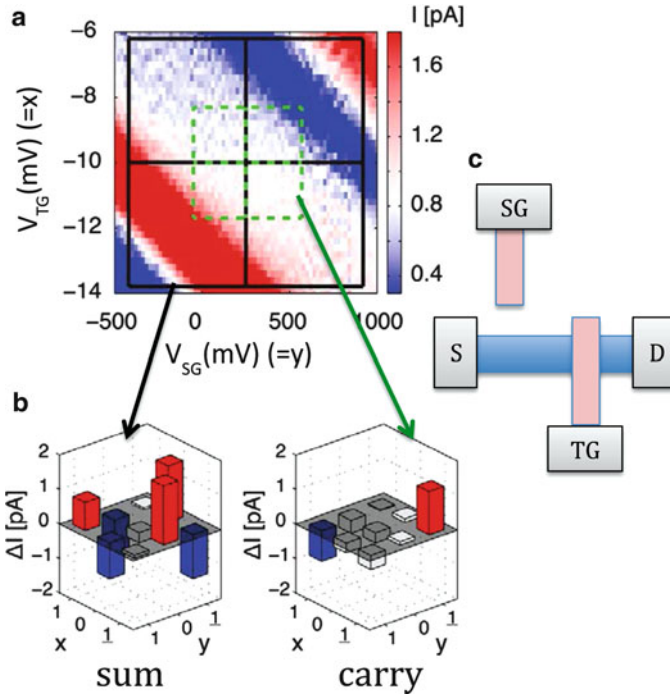 a
I [pA]
V_TG(mV) (=x)
-6
-8
-10
-12
-14
-500
0
500
1000
V_SG(mV) (=y)
1.6
1.2
0.8
0.4
c
SG
S
D
TG
b
ΔI [pA]
2
1
0
-1
-2
1
0
1
x
1
0
1
y
sum
ΔI [pA]
2
1
0
-1
-2
1
0
1
x
1
0
1
y
carry